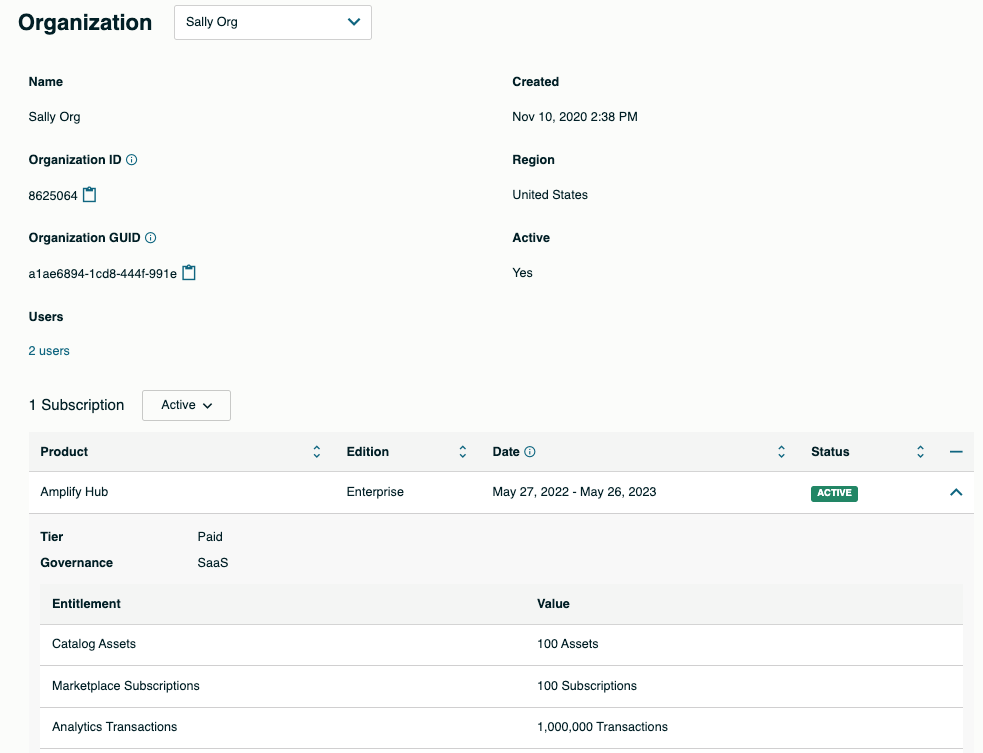 Organization Sally Org
Name Created
Sally Org Nov 10, 2020 2:38 PM
Organization ID Region
8625064 United States
Organization GUID Active
a1ae6894-1cd8-444f-991e Yes
Users
2 users
1 Subscription Active
Product Edition Date Status
Amplify Hub Enterprise May 27, 2022 - May 26, 2023 ACTIVE
Tier Paid
Governance SaaS
Entitlement Value
Catalog Assets 100 Assets
Marketplace Subscriptions 100 Subscriptions
Analytics Transactions 1,000,000 Transactions